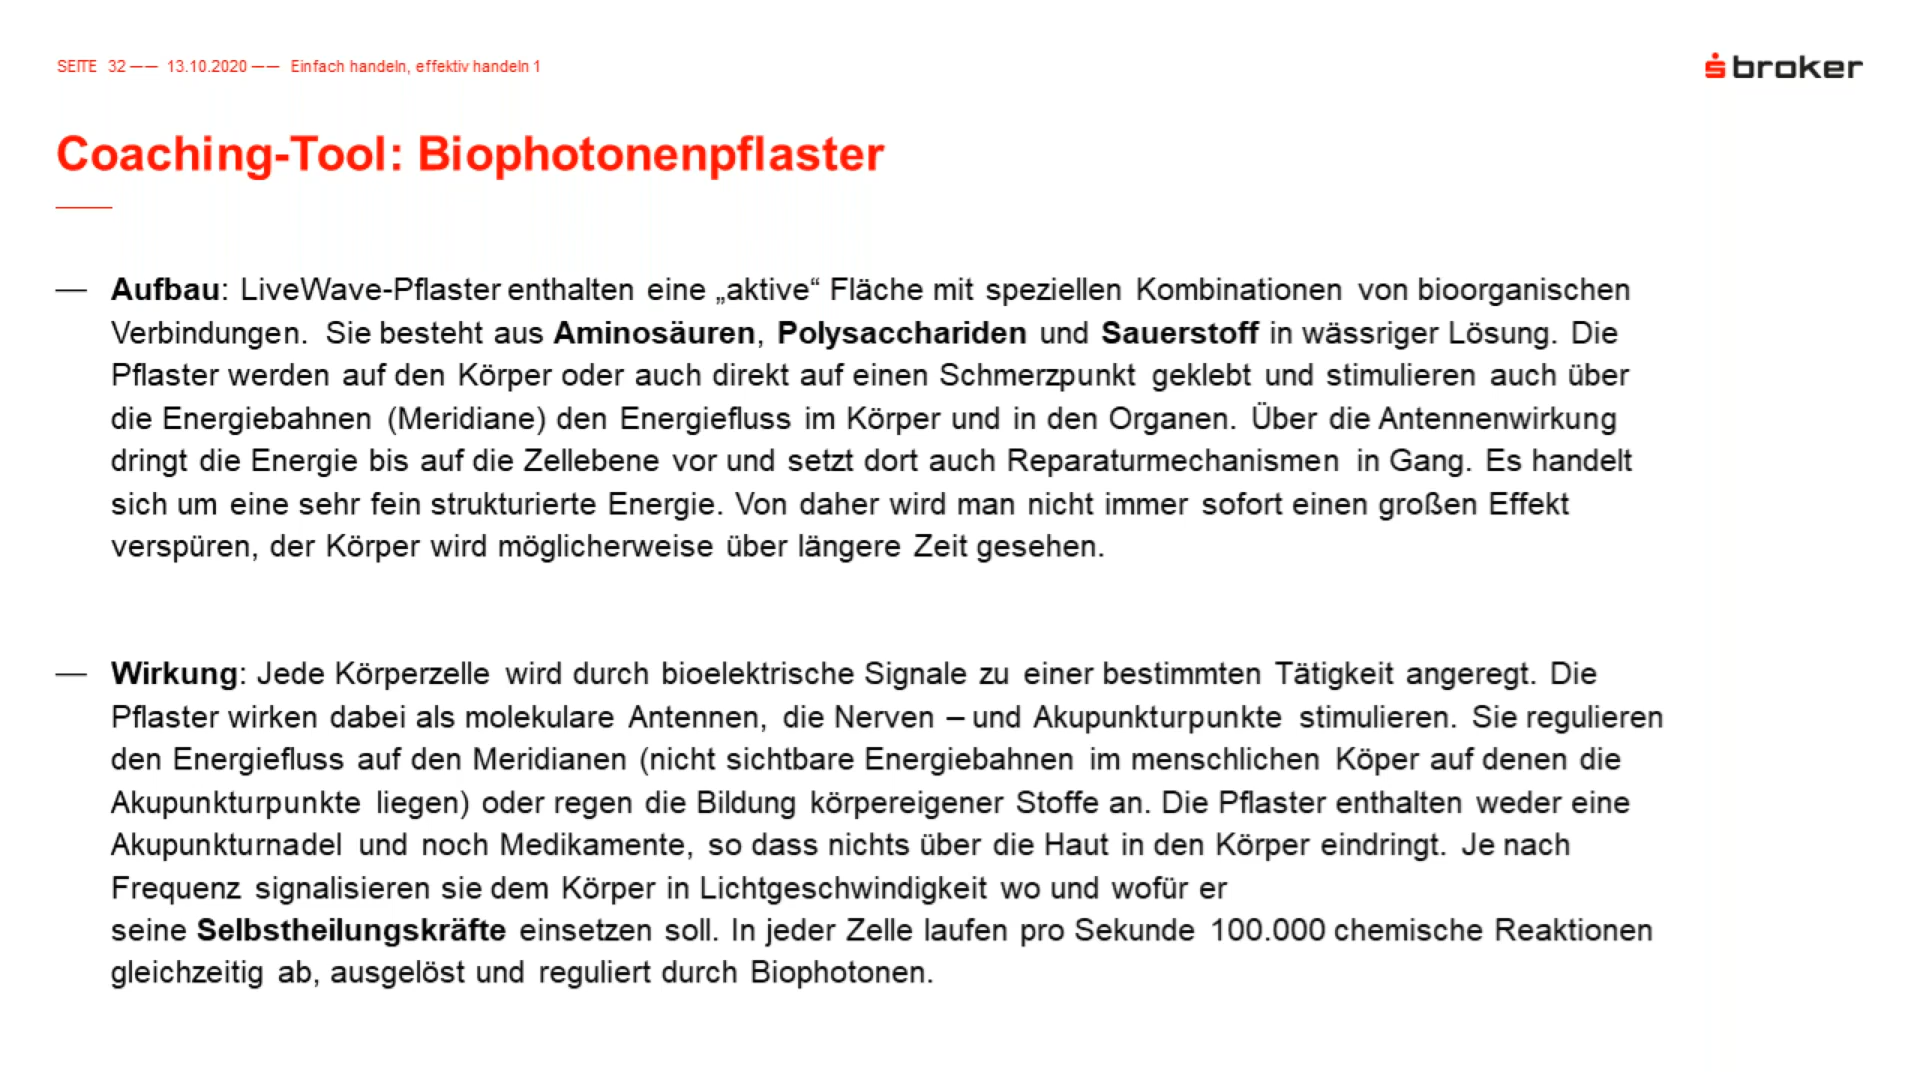 SEITE 32 —— 13.10.2020 —— Einfach handeln, effektiv handeln 1
broker
Coaching-Tool: Biophotonenpflaster
— Aufbau: LiveWave-Pflaster enthalten eine „aktive“ Fläche mit speziellen Kombinationen von bioorganischen
Verbindungen. Sie besteht aus Aminosäuren, Polysacchariden und Sauerstoff in wässriger Lösung. Die
Pflaster werden auf den Körper oder auch direkt auf einen Schmerzpunkt geklebt und stimulieren auch über
die Energiebahnen (Meridiane) den Energiefluss im Körper und in den Organen. Über die Antennenwirkung
dringt die Energie bis auf die Zellebene vor und setzt dort auch Reparaturmechanismen in Gang. Es handelt
sich um eine sehr fein strukturierte Energie. Von daher wird man nicht immer sofort einen großen Effekt
verspüren, der Körper wird möglicherweise über längere Zeit gesehen.
— Wirkung: Jede Körperzelle wird durch bioelektrische Signale zu einer bestimmten Tätigkeit angeregt. Die
Pflaster wirken dabei als molekulare Antennen, die Nerven – und Akupunkturpunkte stimulieren. Sie regulieren
den Energiefluss auf den Meridianen (nicht sichtbare Energiebahnen im menschlichen Köper auf denen die
Akupunkturpunkte liegen) oder regen die Bildung körpereigener Stoffe an. Die Pflaster enthalten weder eine
Akupunkturnadel und noch Medikamente, so dass nichts über die Haut in den Körper eindringt. Je nach
Frequenz signalisieren sie dem Körper in Lichtgeschwindigkeit wo und wofür er
seine Selbstheilungskräfte einsetzen soll. In jeder Zelle laufen pro Sekunde 100.000 chemische Reaktionen
gleichzeitig ab, ausgelöst und reguliert durch Biophotonen.